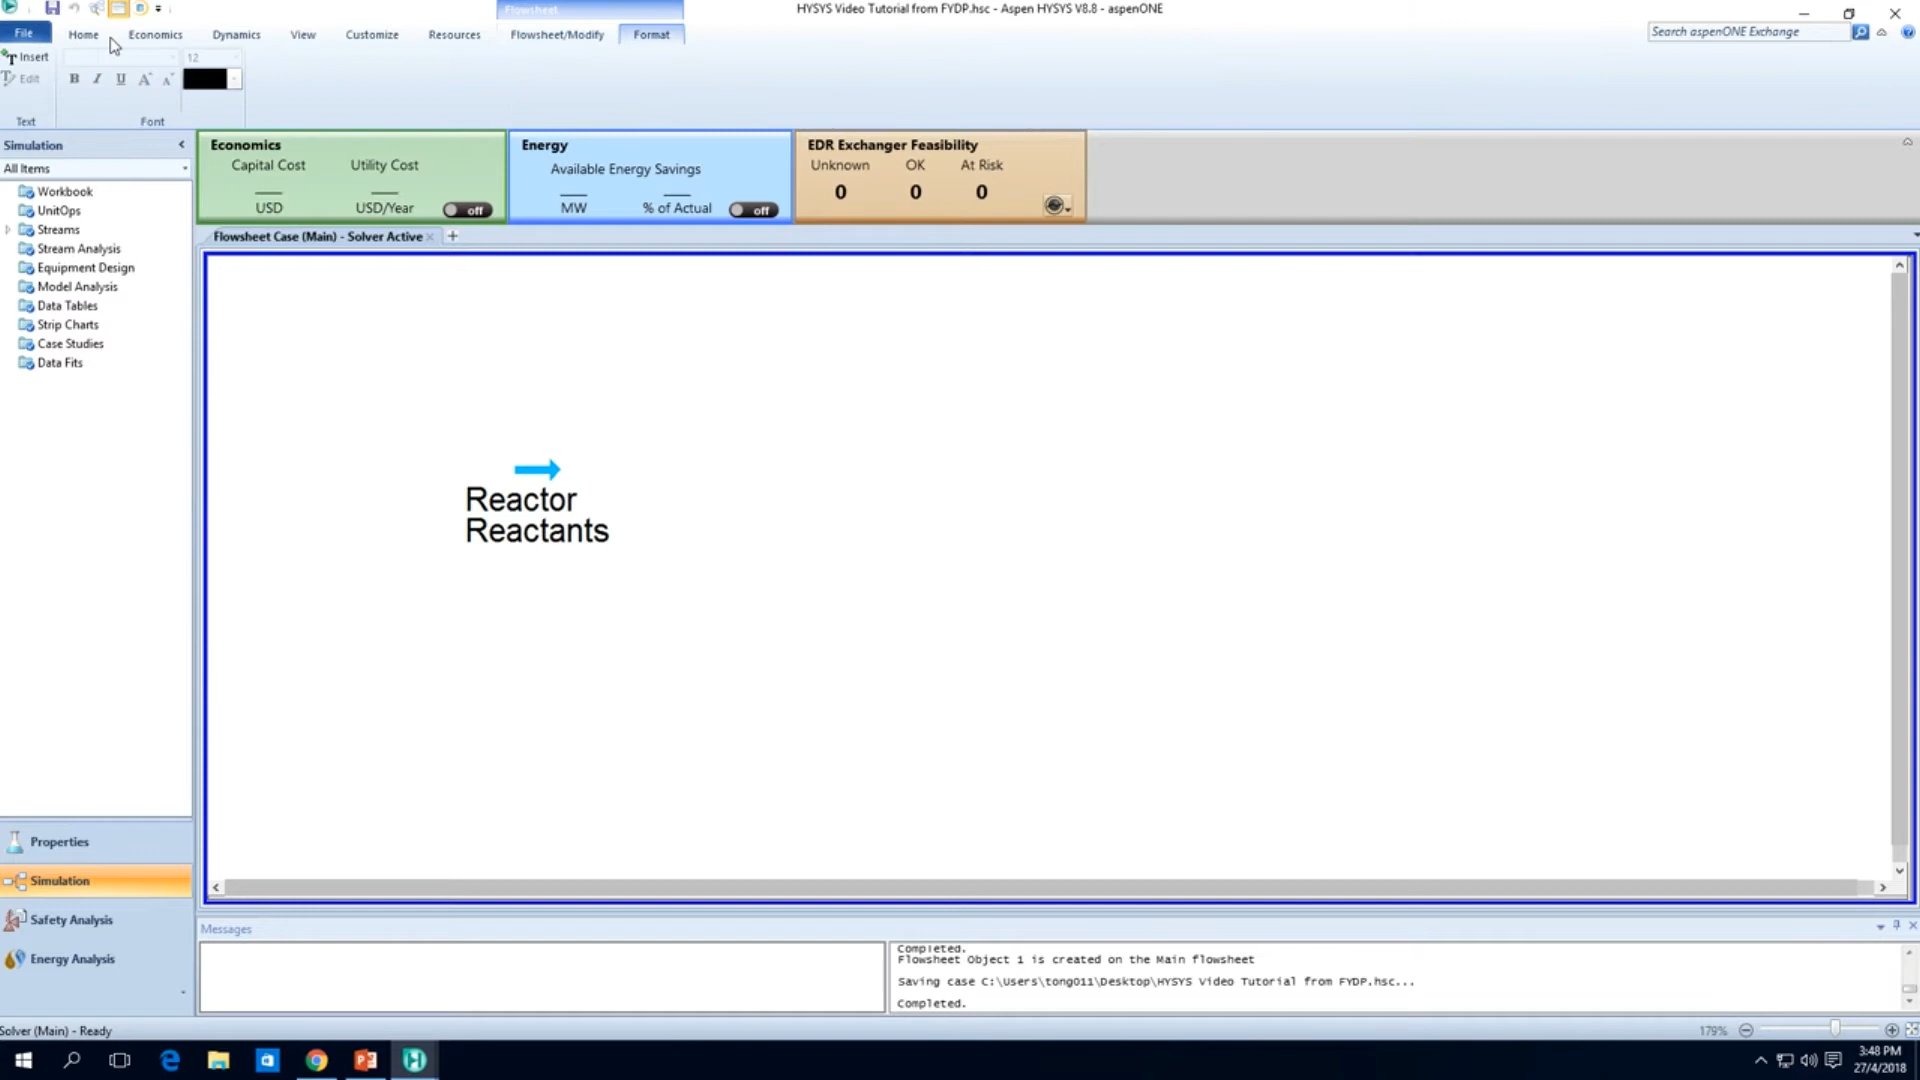 Flowsheet
HYSYS Video Tutorial from FYDP.hsc - Aspen HYSYS V8.8 - aspenONE
File Home Economics Dynamics View Customize Resources Flowsheet/Modify Format
Search aspenONE Exchange
Insert
12
Edit
B I U A A
Text Font
Simulation
All Items
Workbook
UnitOps
Streams
Stream Analysis
Equipment Design
Model Analysis
Data Tables
Strip Charts
Case Studies
Data Fits
Properties
Simulation
Safety Analysis
Energy Analysis
Economics
Capital Cost Utility Cost
USD USD/Year off
Energy
Available Energy Savings
MW % of Actual off
EDR Exchanger Feasibility
Unknown OK At Risk
0 0 0
Flowsheet Case (Main) - Solver Active
Reactor
Reactants
Messages
Completed.
Flowsheet Object 1 is created on the Main flowsheet
Saving case C:\Users\tong011\Desktop\HYSYS Video Tutorial from FYDP.hsc...
Completed.
Solver (Main) - Ready
179%
3:48 PM
27/4/2018